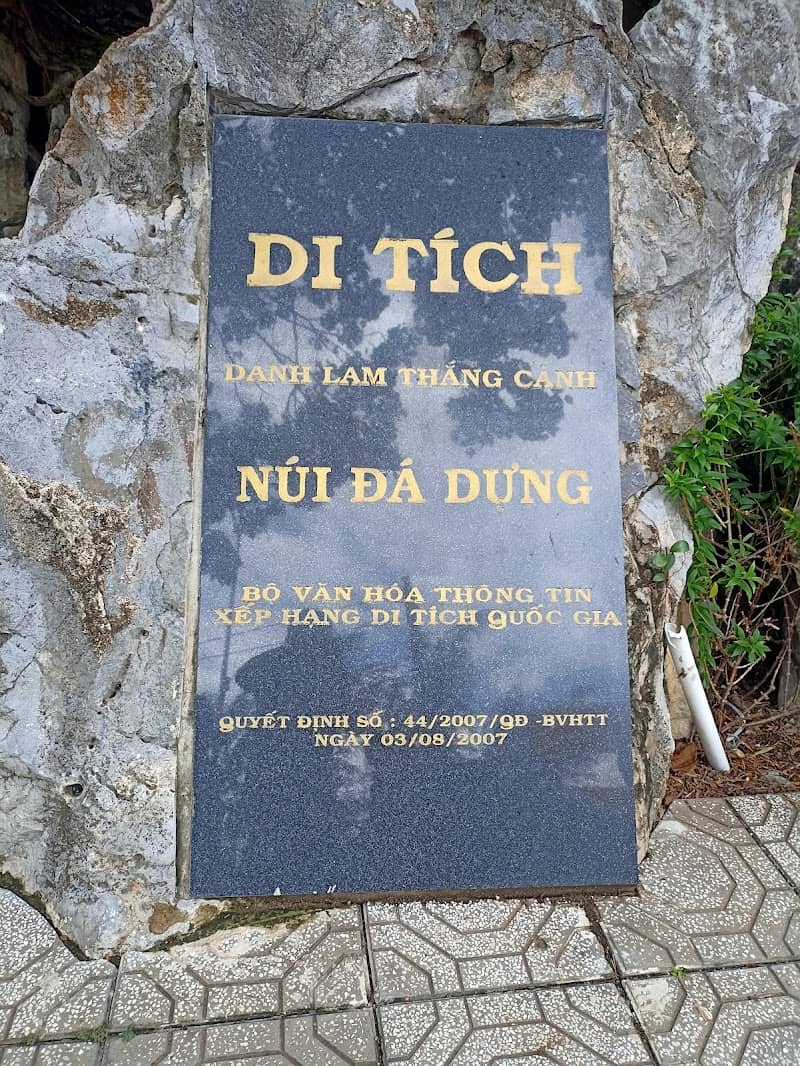 DI TÍCH
DANH LAM THẮNG CẢNH
NÚI ĐÁ DỰNG
BỘ VĂN HÓA THÔNG TIN
XẾP HẠNG DI TÍCH QUỐC GIA
QUYẾT ĐỊNH SỐ : 44/2007/QĐ -BVHTT
NGÀY 03/08/2007